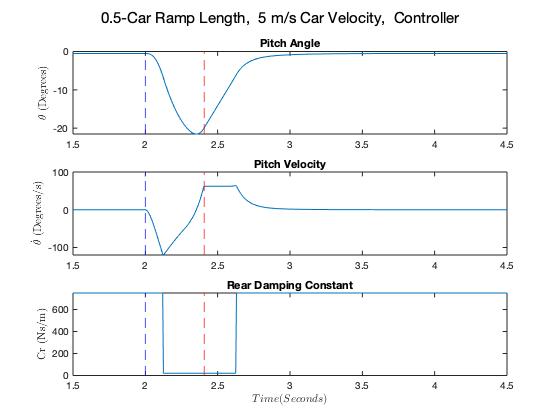 0.5-Car Ramp Length, 5 m/s Car Velocity, Controller
Pitch Angle
0
-10
-20
θ (Degrees)
1.5 2 2.5 3 3.5 4 4.5
Pitch Velocity
100
0
-100
θ̇ (Degrees/s)
1.5 2 2.5 3 3.5 4 4.5
Rear Damping Constant
600
400
200
0
Cr (Ns/m)
1.5 2 2.5 3 3.5 4 4.5
Time(Seconds)